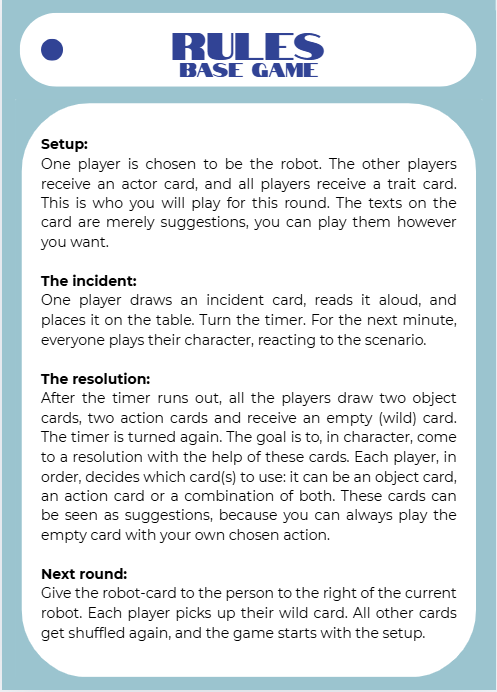 RULES
BASE GAME
Setup:
One player is chosen to be the robot. The other players
receive an actor card, and all players receive a trait card.
This is who you will play for this round. The texts on the
card are merely suggestions, you can play them however
you want.
The incident:
One player draws an incident card, reads it aloud, and
places it on the table. Turn the timer. For the next minute,
everyone plays their character, reacting to the scenario.
The resolution:
After the timer runs out, all the players draw two object
cards, two action cards and receive an empty (wild) card.
The timer is turned again. The goal is to, in character, come
to a resolution with the help of these cards. Each player, in
order, decides which card(s) to use: it can be an object card,
an action card or a combination of both. These cards can
be seen as suggestions, because you can always play the
empty card with your own chosen action.
Next round:
Give the robot-card to the person to the right of the current
robot. Each player picks up their wild card. All other cards
get shuffled again, and the game starts with the setup.